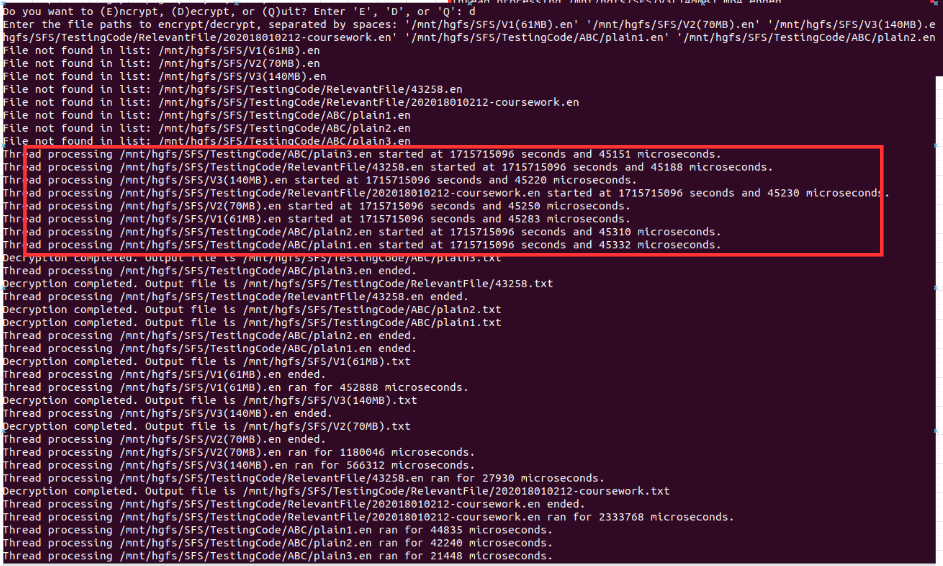 Thread processing /mnt/hgfs/SFS/V3(140MB).mp4 ended.
Do you want to (E)ncrypt, (D)ecrypt, or (Q)uit? Enter 'E', 'D', or 'Q': d
Enter the file paths to encrypt/decrypt, separated by spaces: '/mnt/hgfs/SFS/V1(61MB).en' '/mnt/hgfs/SFS/V2(70MB).en' '/mnt/hgfs/SFS/V3(140MB).e
hgfs/SFS/TestingCode/RelevantFile/202018010212-coursework.en' '/mnt/hgfs/SFS/TestingCode/ABC/plain1.en' '/mnt/hgfs/SFS/TestingCode/ABC/plain2.en
File not found in list: /mnt/hgfs/SFS/V1(61MB).en
File not found in list: /mnt/hgfs/SFS/V2(70MB).en
File not found in list: /mnt/hgfs/SFS/V3(140MB).en
File not found in list: /mnt/hgfs/SFS/TestingCode/RelevantFile/43258.en
File not found in list: /mnt/hgfs/SFS/TestingCode/RelevantFile/202018010212-coursework.en
File not found in list: /mnt/hgfs/SFS/TestingCode/ABC/plain1.en
File not found in list: /mnt/hgfs/SFS/TestingCode/ABC/plain2.en
File not found in list: /mnt/hgfs/SFS/TestingCode/ABC/plain3.en
Thread processing /mnt/hgfs/SFS/TestingCode/ABC/plain3.en started at 1715715096 seconds and 45151 microseconds.
Thread processing /mnt/hgfs/SFS/TestingCode/RelevantFile/43258.en started at 1715715096 seconds and 45188 microseconds.
Thread processing /mnt/hgfs/SFS/V3(140MB).en started at 1715715096 seconds and 45220 microseconds.
Thread processing /mnt/hgfs/SFS/TestingCode/RelevantFile/202018010212-coursework.en started at 1715715096 seconds and 45230 microseconds.
Thread processing /mnt/hgfs/SFS/V2(70MB).en started at 1715715096 seconds and 45250 microseconds.
Thread processing /mnt/hgfs/SFS/V1(61MB).en started at 1715715096 seconds and 45283 microseconds.
Thread processing /mnt/hgfs/SFS/TestingCode/ABC/plain2.en started at 1715715096 seconds and 45310 microseconds.
Thread processing /mnt/hgfs/SFS/TestingCode/ABC/plain1.en started at 1715715096 seconds and 45332 microseconds.
Decryption completed. Output file is /mnt/hgfs/SFS/TestingCode/ABC/plain3.txt
Thread processing /mnt/hgfs/SFS/TestingCode/ABC/plain3.en ended.
Decryption completed. Output file is /mnt/hgfs/SFS/TestingCode/RelevantFile/43258.txt
Thread processing /mnt/hgfs/SFS/TestingCode/RelevantFile/43258.en ended.
Decryption completed. Output file is /mnt/hgfs/SFS/TestingCode/ABC/plain2.txt
Decryption completed. Output file is /mnt/hgfs/SFS/TestingCode/ABC/plain1.txt
Thread processing /mnt/hgfs/SFS/TestingCode/ABC/plain2.en ended.
Thread processing /mnt/hgfs/SFS/TestingCode/ABC/plain1.en ended.
Decryption completed. Output file is /mnt/hgfs/SFS/V1(61MB).txt
Thread processing /mnt/hgfs/SFS/V1(61MB).en ended.
Thread processing /mnt/hgfs/SFS/V1(61MB).en ran for 452888 microseconds.
Decryption completed. Output file is /mnt/hgfs/SFS/V3(140MB).txt
Thread processing /mnt/hgfs/SFS/V3(140MB).en ended.
Decryption completed. Output file is /mnt/hgfs/SFS/V2(70MB).txt
Thread processing /mnt/hgfs/SFS/V2(70MB).en ended.
Thread processing /mnt/hgfs/SFS/V2(70MB).en ran for 1180046 microseconds.
Thread processing /mnt/hgfs/SFS/V3(140MB).en ran for 566312 microseconds.
Thread processing /mnt/hgfs/SFS/TestingCode/RelevantFile/43258.en ran for 27930 microseconds.
Decryption completed. Output file is /mnt/hgfs/SFS/TestingCode/RelevantFile/202018010212-coursework.txt
Thread processing /mnt/hgfs/SFS/TestingCode/RelevantFile/202018010212-coursework.en ended.
Thread processing /mnt/hgfs/SFS/TestingCode/RelevantFile/202018010212-coursework.en ran for 2333768 microseconds.
Thread processing /mnt/hgfs/SFS/TestingCode/ABC/plain1.en ran for 44835 microseconds.
Thread processing /mnt/hgfs/SFS/TestingCode/ABC/plain2.en ran for 42240 microseconds.
Thread processing /mnt/hgfs/SFS/TestingCode/ABC/plain3.en ran for 21448 microseconds.